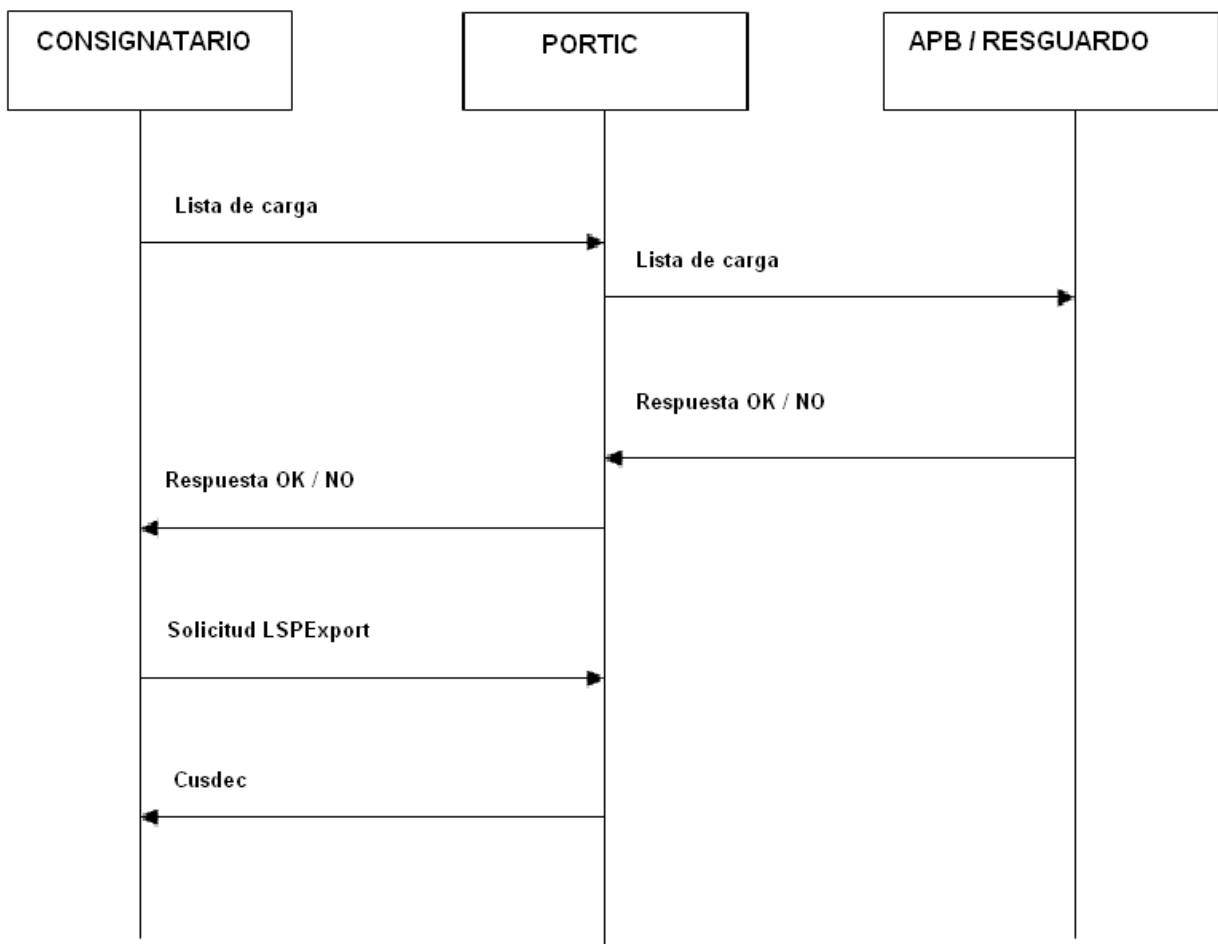 CONSIGNATARIO
PORTIC
APB / RESGUARDO
Lista de carga
Lista de carga
Respuesta OK / NO
Respuesta OK / NO
Solicitud LSPExport
Cusdec